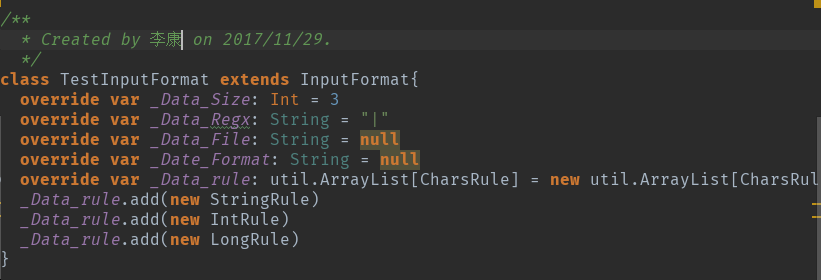 /**
* Created by 李康 on 2017/11/29.
*/
class TestInputFormat extends InputFormat{
override var _Data_Size: Int = 3
override var _Data_Regx: String = "|"
override var _Data_File: String = null
override var _Date_Format: String = null
override var _Data_rule: util.ArrayList[CharsRule] = new util.ArrayList[CharsRul
_Data_rule.add(new StringRule)
_Data_rule.add(new IntRule)
_Data_rule.add(new LongRule)
}